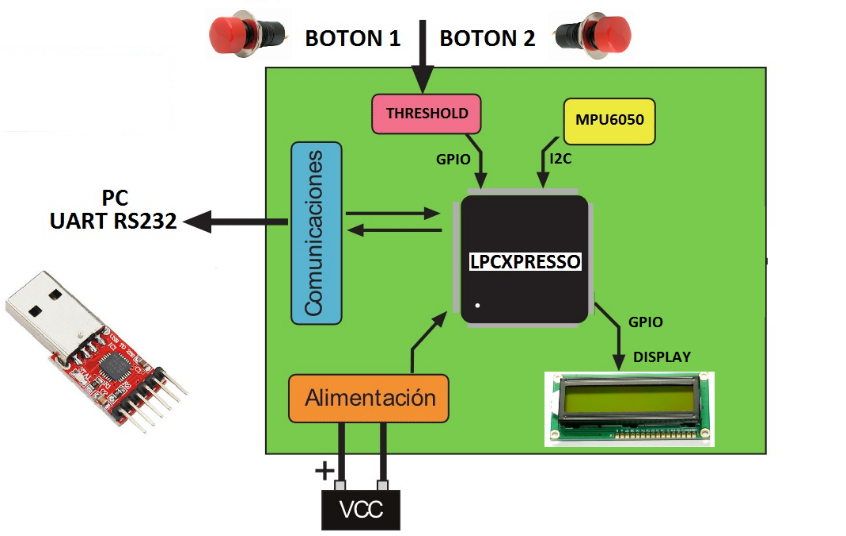 BOTON 1
BOTON 2
THRESHOLD
MPU6050
GPIO
I2C
Comunicaciones
PC
UART RS232
LPCXPRESSO
GPIO
DISPLAY
Alimentación
+
VCC